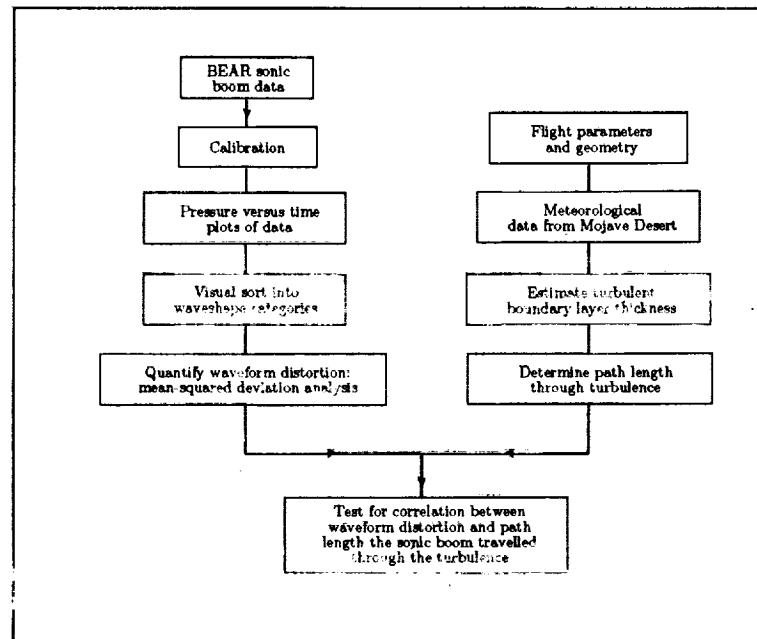 BEAR sonic
boom data
Calibration
Pressure versus time
plots of data
Visual sort into
waveshape categories
Quantify waveform distortion:
mean-squared deviation analysis
Flight parameters
and geometry
Meteorological
data from Mojave Desert
Estimate turbulent
boundary layer thickness
Determine path length
through turbulence
Test for correlation between
waveform distortion and path
length the sonic boom travelled
through the turbulence